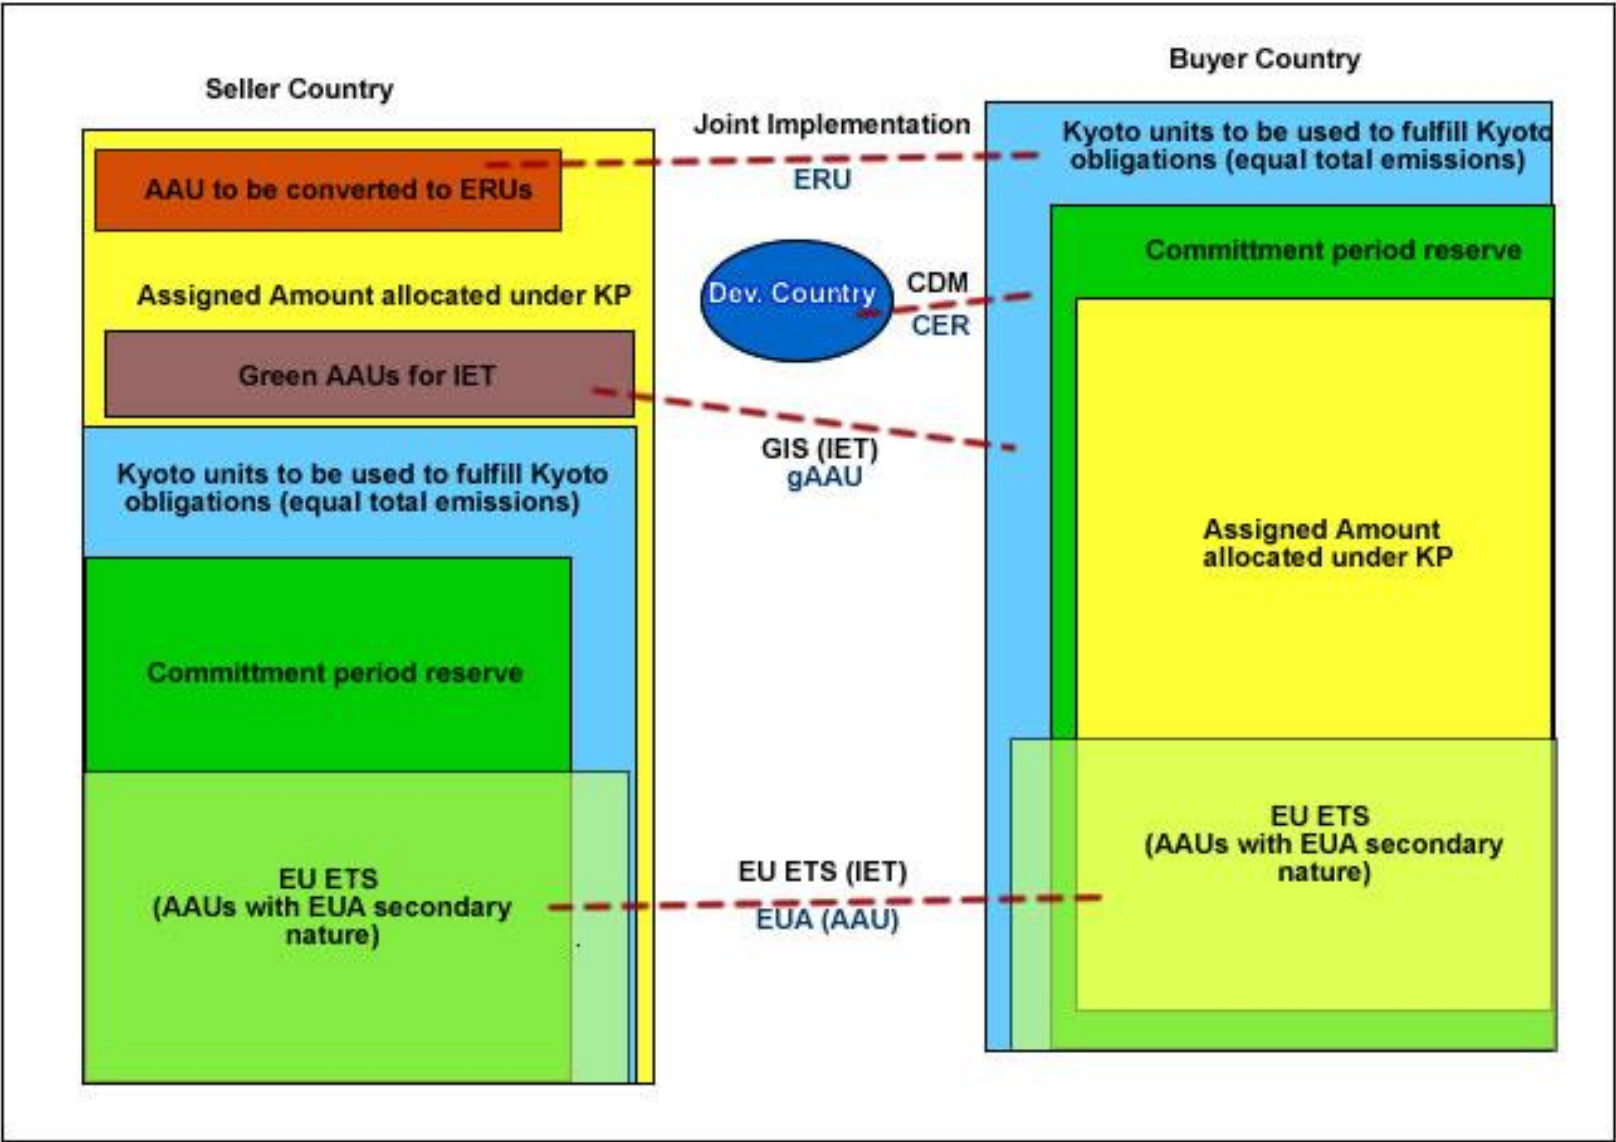 Seller Country
AAU to be converted to ERUs
Assigned Amount allocated under KP
Green AAUs for IET
Kyoto units to be used to fulfill Kyoto
obligations (equal total emissions)
Committment period reserve
EU ETS
(AAUs with EUA secondary
nature)
Joint Implementation
ERU
Dev. Country
CDM
CER
GIS (IET)
gAAU
EU ETS (IET)
EUA (AAU)
Buyer Country
Kyoto units to be used to fulfill Kyoto
obligations (equal total emissions)
Committment period reserve
Assigned Amount
allocated under KP
EU ETS
(AAUs with EUA secondary
nature)